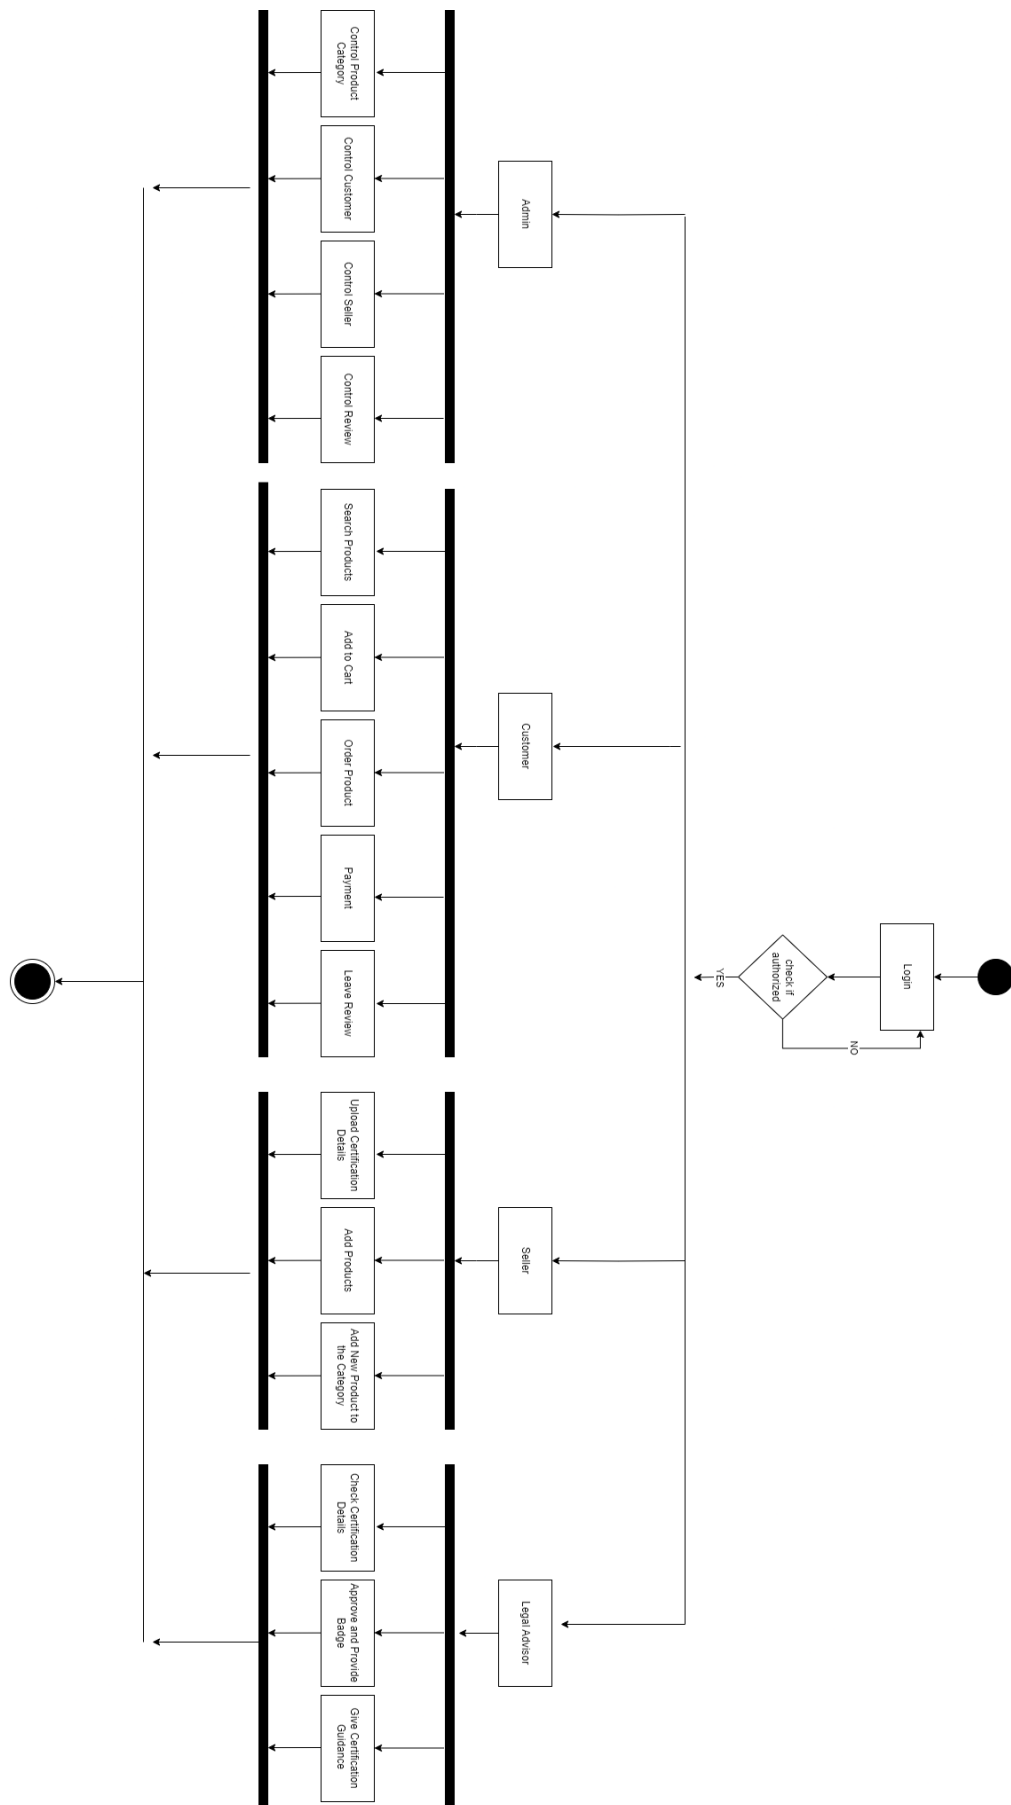 Login
check if
authorized
NO
YES
Admin
Customer
Seller
Legal Advisor
Control Product
Category
Control Customer
Control Seller
Control Review
Search Products
Add to Cart
Order Product
Payment
Leave Review
Upload Certification
Details
Add Products
Add New Product to
the Category
Check Certification
Details
Approve and Provide
Badge
Give Certification
Guidance